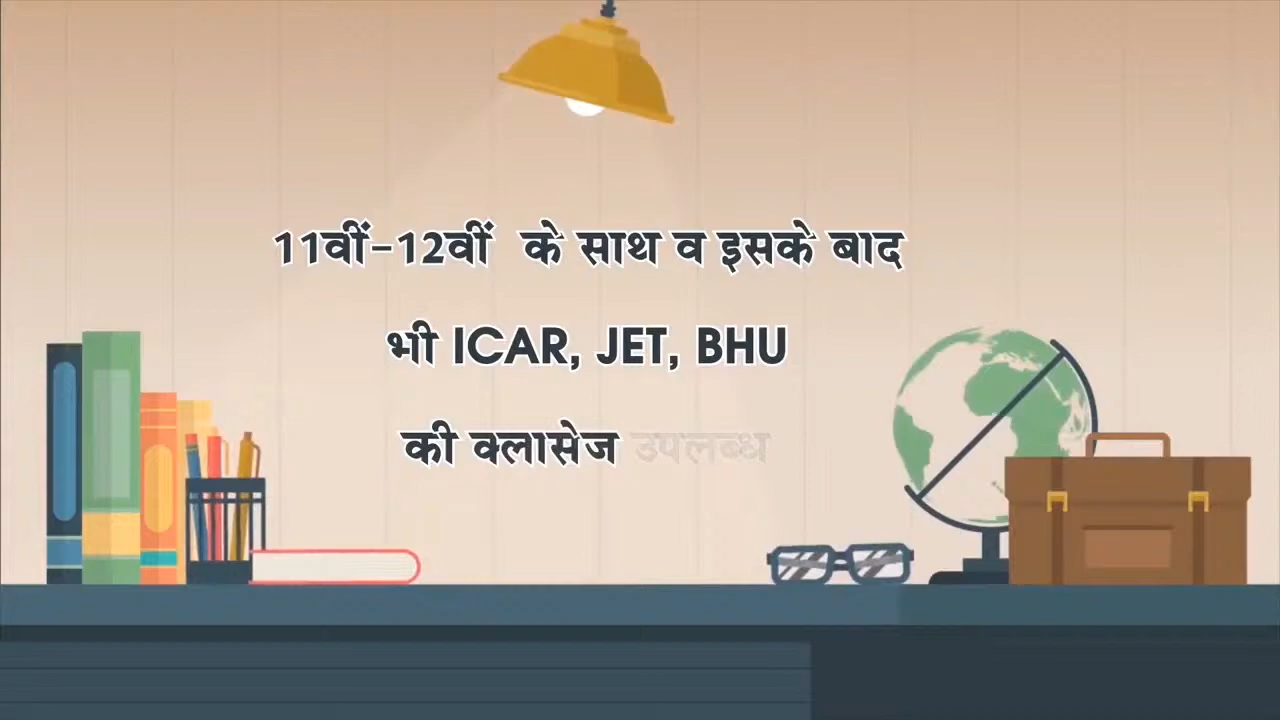 11वीं-12वीं के साथ व इसके बाद
भी ICAR, JET, BHU
की क्लासेज उपलब्ध